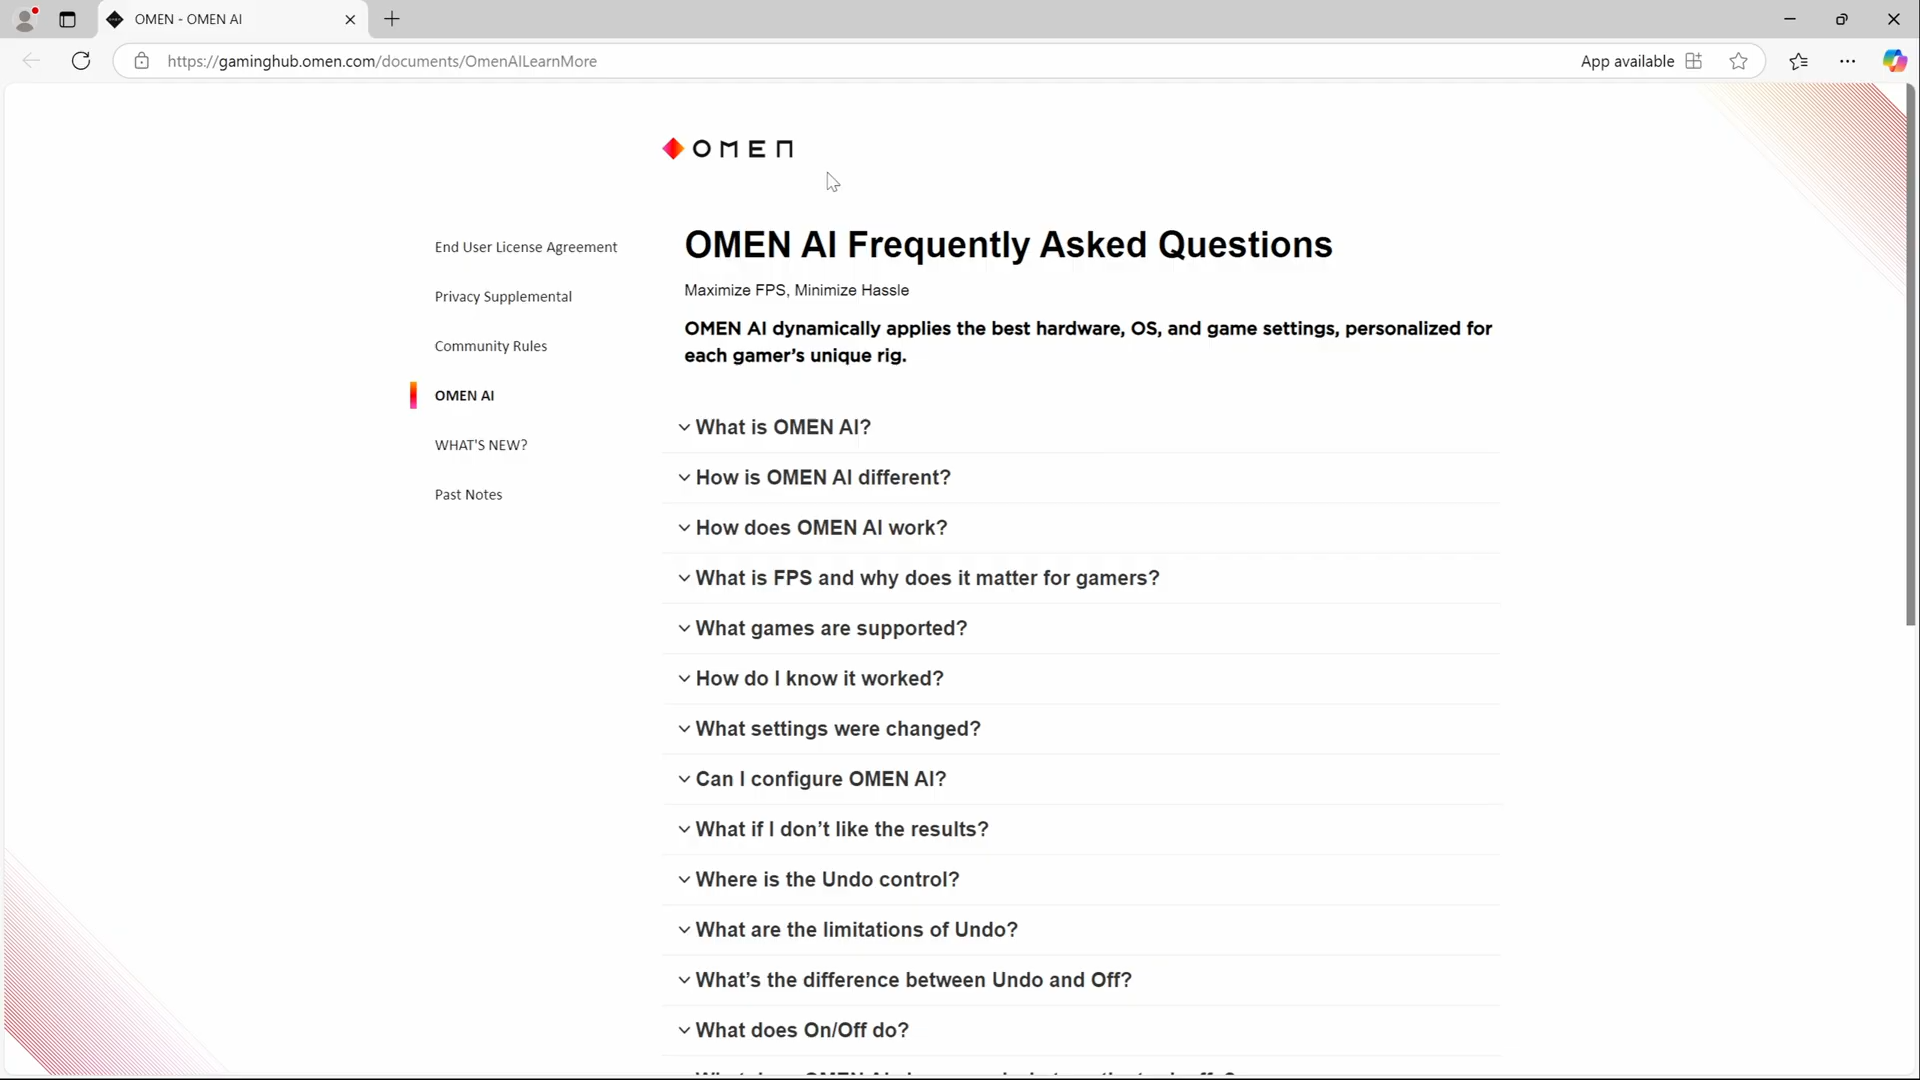 OMEN - OMEN AI
https://gaminghub.omen.com/documents/OmenAILearnMore
App available
OMEN
End User License Agreement
Privacy Supplemental
Community Rules
OMEN AI
WHAT'S NEW?
Past Notes
OMEN AI Frequently Asked Questions
Maximize FPS, Minimize Hassle
OMEN AI dynamically applies the best hardware, OS, and game settings, personalized for
each gamer’s unique rig.
What is OMEN AI?
How is OMEN AI different?
How does OMEN AI work?
What is FPS and why does it matter for gamers?
What games are supported?
How do I know it worked?
What settings were changed?
Can I configure OMEN AI?
What if I don’t like the results?
Where is the Undo control?
What are the limitations of Undo?
What’s the difference between Undo and Off?
What does On/Off do?